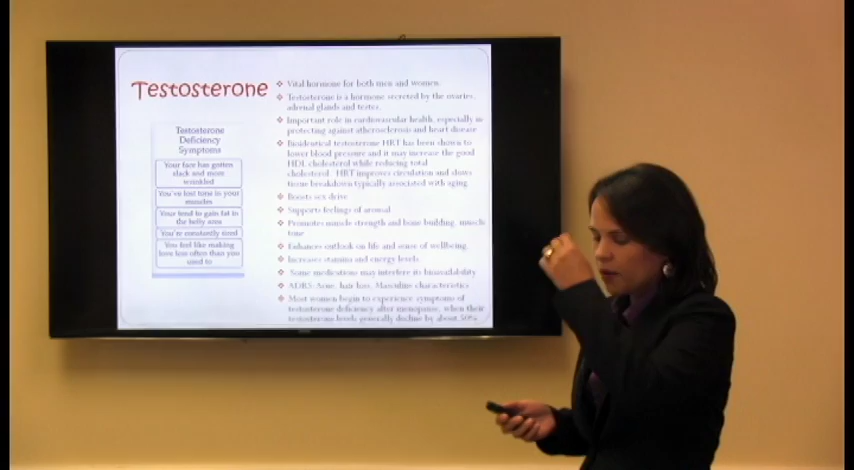 Testosterone
Testosterone
Deficiency
Symptoms
Your face has gotten
slack and more
wrinkled
You've lost tone in your
muscles
Your tend to gain fat in
the belly area
You're constantly tired
You feel like making
love less often than you
used to
Vital hormone for both men and women.
Testosterone is a hormone secreted by the ovaries,
adrenal glands and testes.
Important role in cardiovascular health, especially in
protecting against atherosclerosis and heart disease
Bioidentical testosterone HRT has been shown to
lower blood pressure and it may increase the good
HDL cholesterol while reducing total
cholesterol. HRT improves circulation and slows
tissue breakdown typically associated with aging.
Boosts sex drive
Supports feelings of arousal
Promotes muscle strength and bone building, muscle
tone
Enhances outlook on life and sense of wellbeing
Increases stamina and energy levels
Some medications may interfere its bioavailability
ADRS: Acne, hair loss, Masculine characteristics
Most women begin to experience symptoms of
testosterone deficiency after menopause, when their
testosterone levels generally decline by about 50%